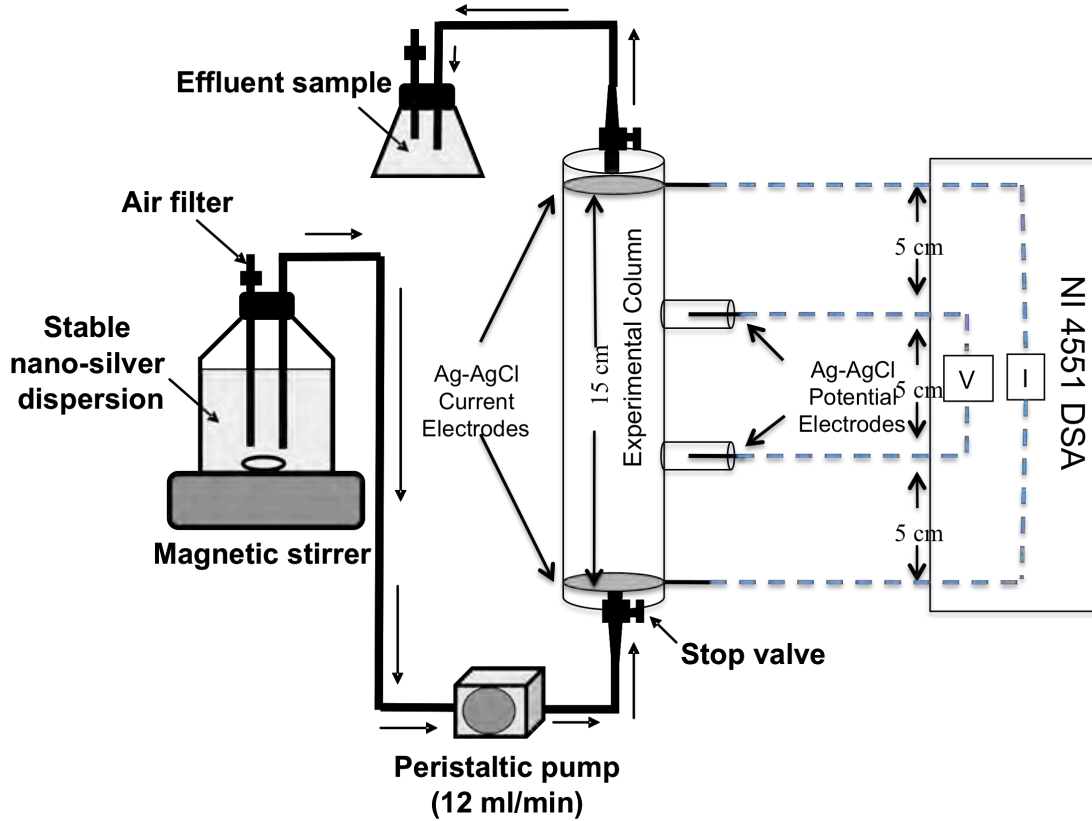 Effluent sample
Air filter
Stable
nano-silver
dispersion
Magnetic stirrer
Peristaltic pump
(12 ml/min)
Stop valve
Ag-AgCl
Current
Electrodes
15 cm
Experimental Column
Ag-AgCl
Potential
Electrodes
5 cm
5 cm
5 cm
V
I
NI 4551 DSA